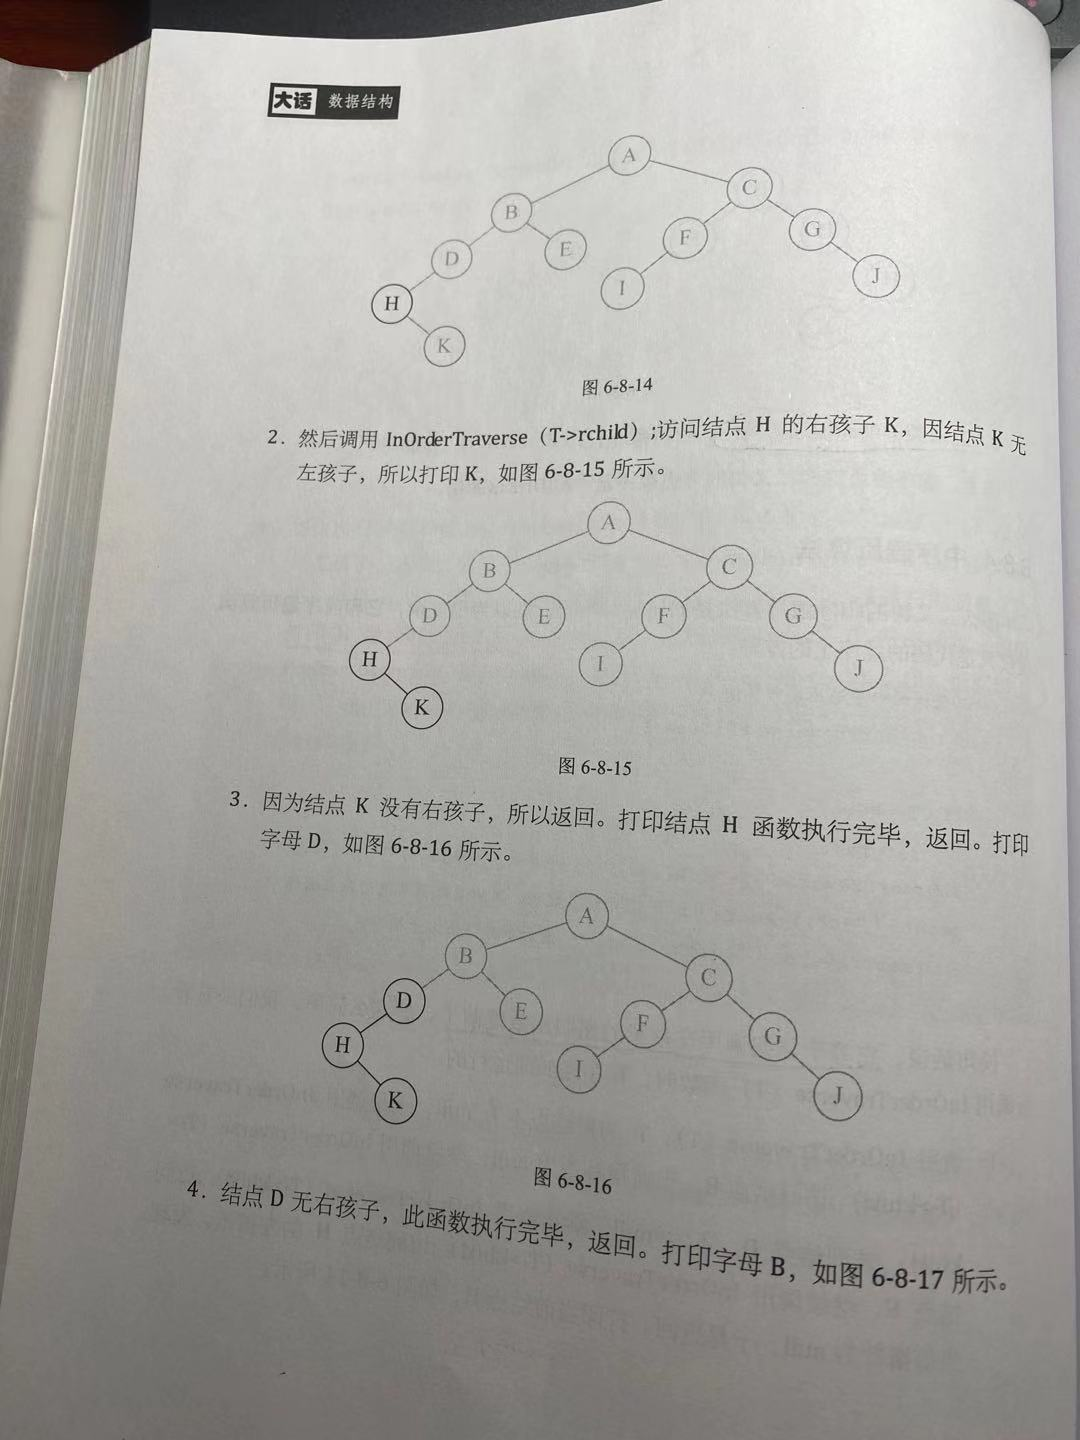 大话 数据结构
A
B C
D E F G
H I J
K
图 6-8-14
2. 然后调用 InOrderTraverse（T->rchild）;访问结点 H 的右孩子 K，因结点 K 无
左孩子，所以打印 K，如图 6-8-15 所示。
A
B C
D E F G
H I J
K
图 6-8-15
3. 因为结点 K 没有右孩子，所以返回。打印结点 H 函数执行完毕，返回。打印
字母 D，如图 6-8-16 所示。
A
B C
D E F G
H I J
K
图 6-8-16
4. 结点 D 无右孩子，此函数执行完毕，返回。打印字母 B，如图 6-8-17 所示。